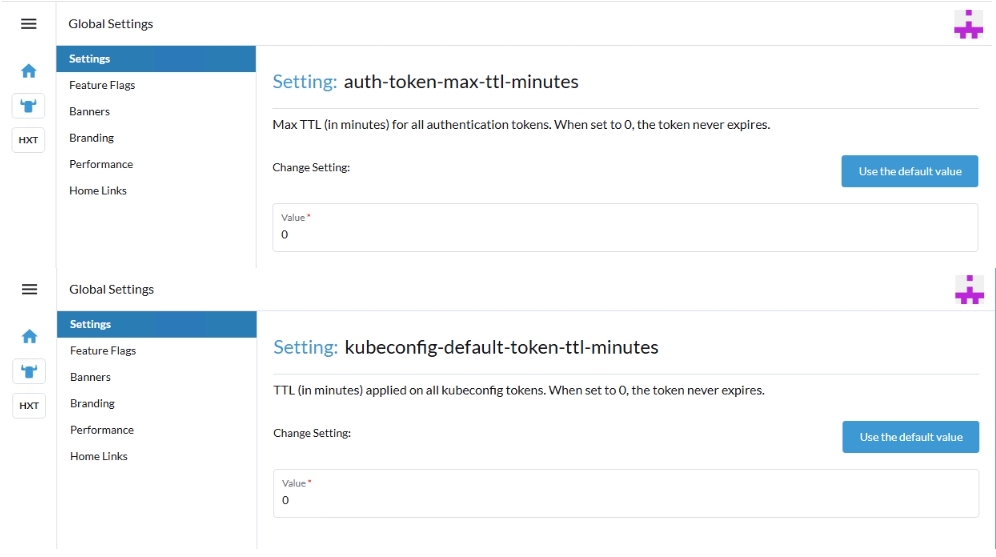 Global Settings
Settings
Feature Flags
Banners
HXT
Branding
Performance
Home Links
Setting: auth-token-max-ttl-minutes
Max TTL (in minutes) for all authentication tokens. When set to 0, the token never expires.
Change Setting:
Use the default value
Value *
0
Global Settings
Settings
Feature Flags
Banners
HXT
Branding
Performance
Home Links
Setting: kubeconfig-default-token-ttl-minutes
TTL (in minutes) applied on all kubeconfig tokens. When set to 0, the token never expires.
Change Setting:
Use the default value
Value *
0